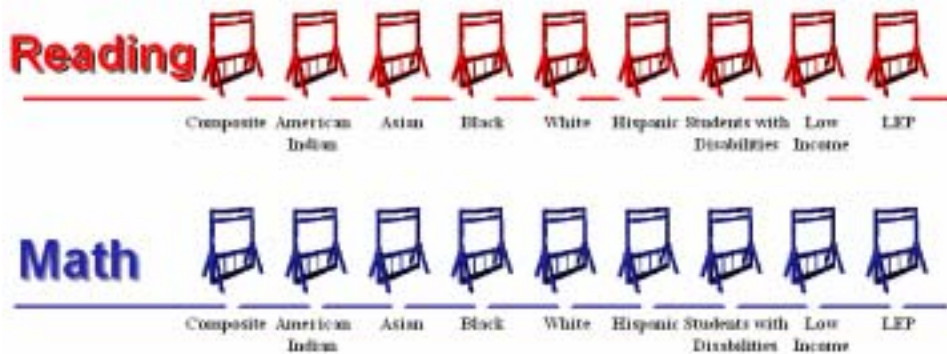 Reading
Composite American Indian Asian Black White Hispanic Students with Disabilities Low Income LEP
Math
Composite American Indian Asian Black White Hispanic Students with Disabilities Low Income LEP